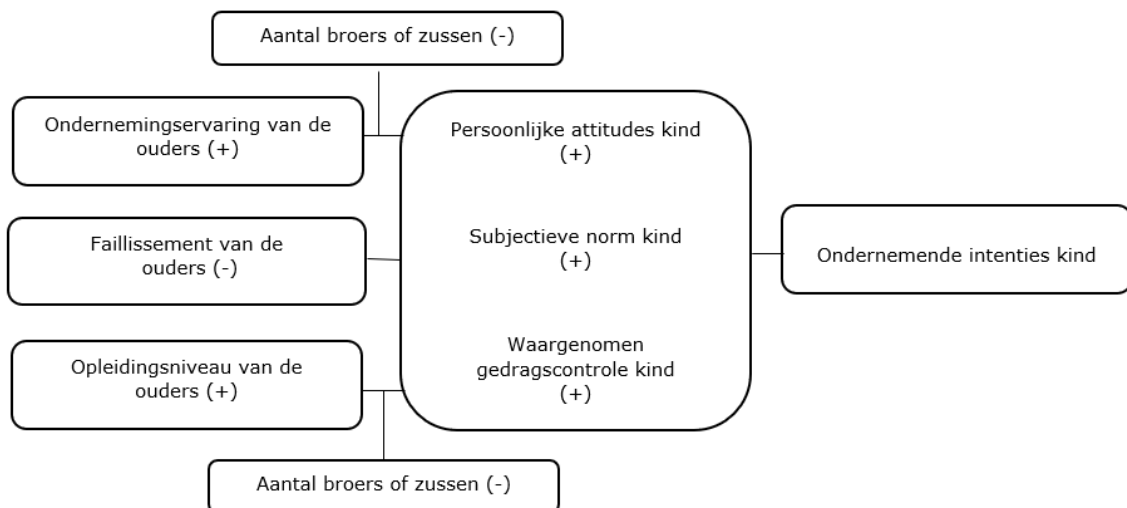 Aantal broers of zussen (-)
Ondernemingservaring van de
ouders (+)
Faillissement van de
ouders (-)
Opleidingsniveau van de
ouders (+)
Aantal broers of zussen (-)
Persoonlijke attitudes kind
(+)
Subjectieve norm kind
(+)
Waargenomen
gedragscontrole kind
(+)
Ondernemende intenties kind